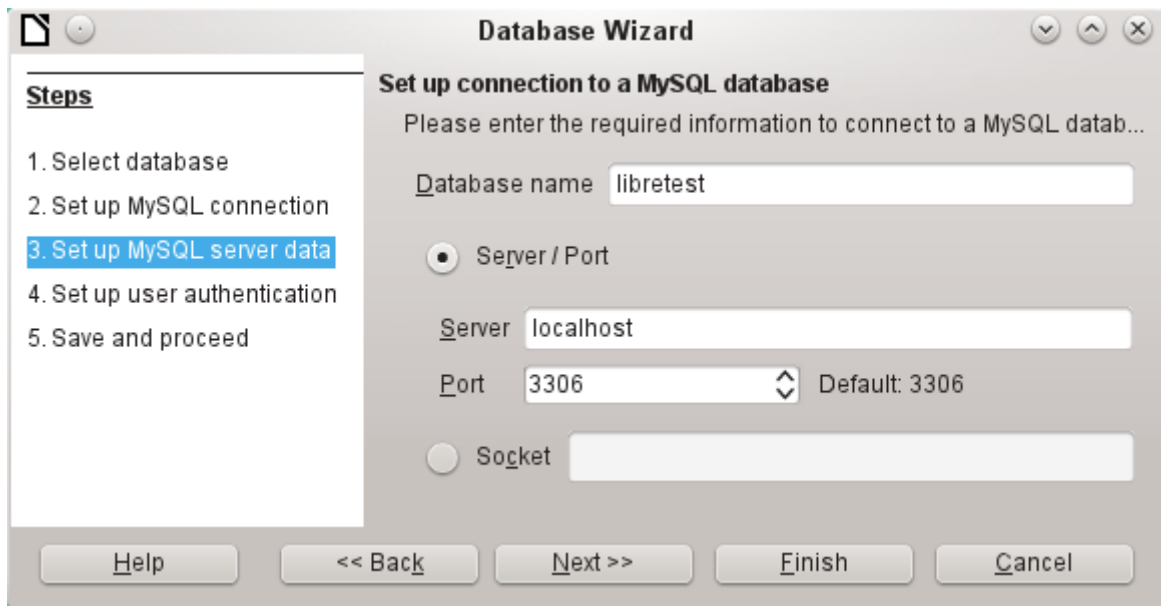 Database Wizard
Steps
1. Select database
2. Set up MySQL connection
3. Set up MySQL server data
4. Set up user authentication
5. Save and proceed
Set up connection to a MySQL database
Please enter the required information to connect to a MySQL datab...
Database name libretest
Server / Port
Server localhost
Port 3306 Default: 3306
Socket
Help << Back Next >> Finish Cancel